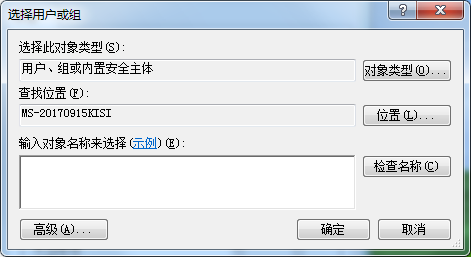 选择用户或组
选择此对象类型(S):
用户、组或内置安全主体
对象类型(O)...
查找位置(F):
MS-20170915KISI
位置(L)...
输入对象名称来选择(示例)(E):
检查名称(C)
高级(A)...
确定
取消